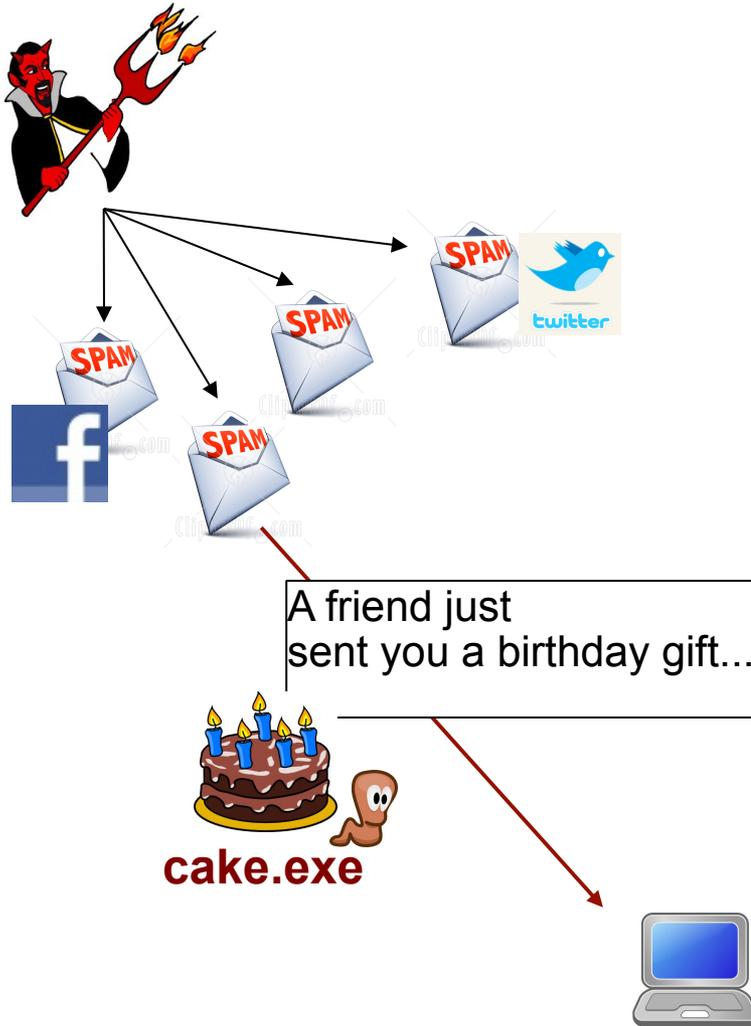 SPAM
twitter
SPAM
SPAM
f
SPAM
A friend just
sent you a birthday gift...
cake.exe